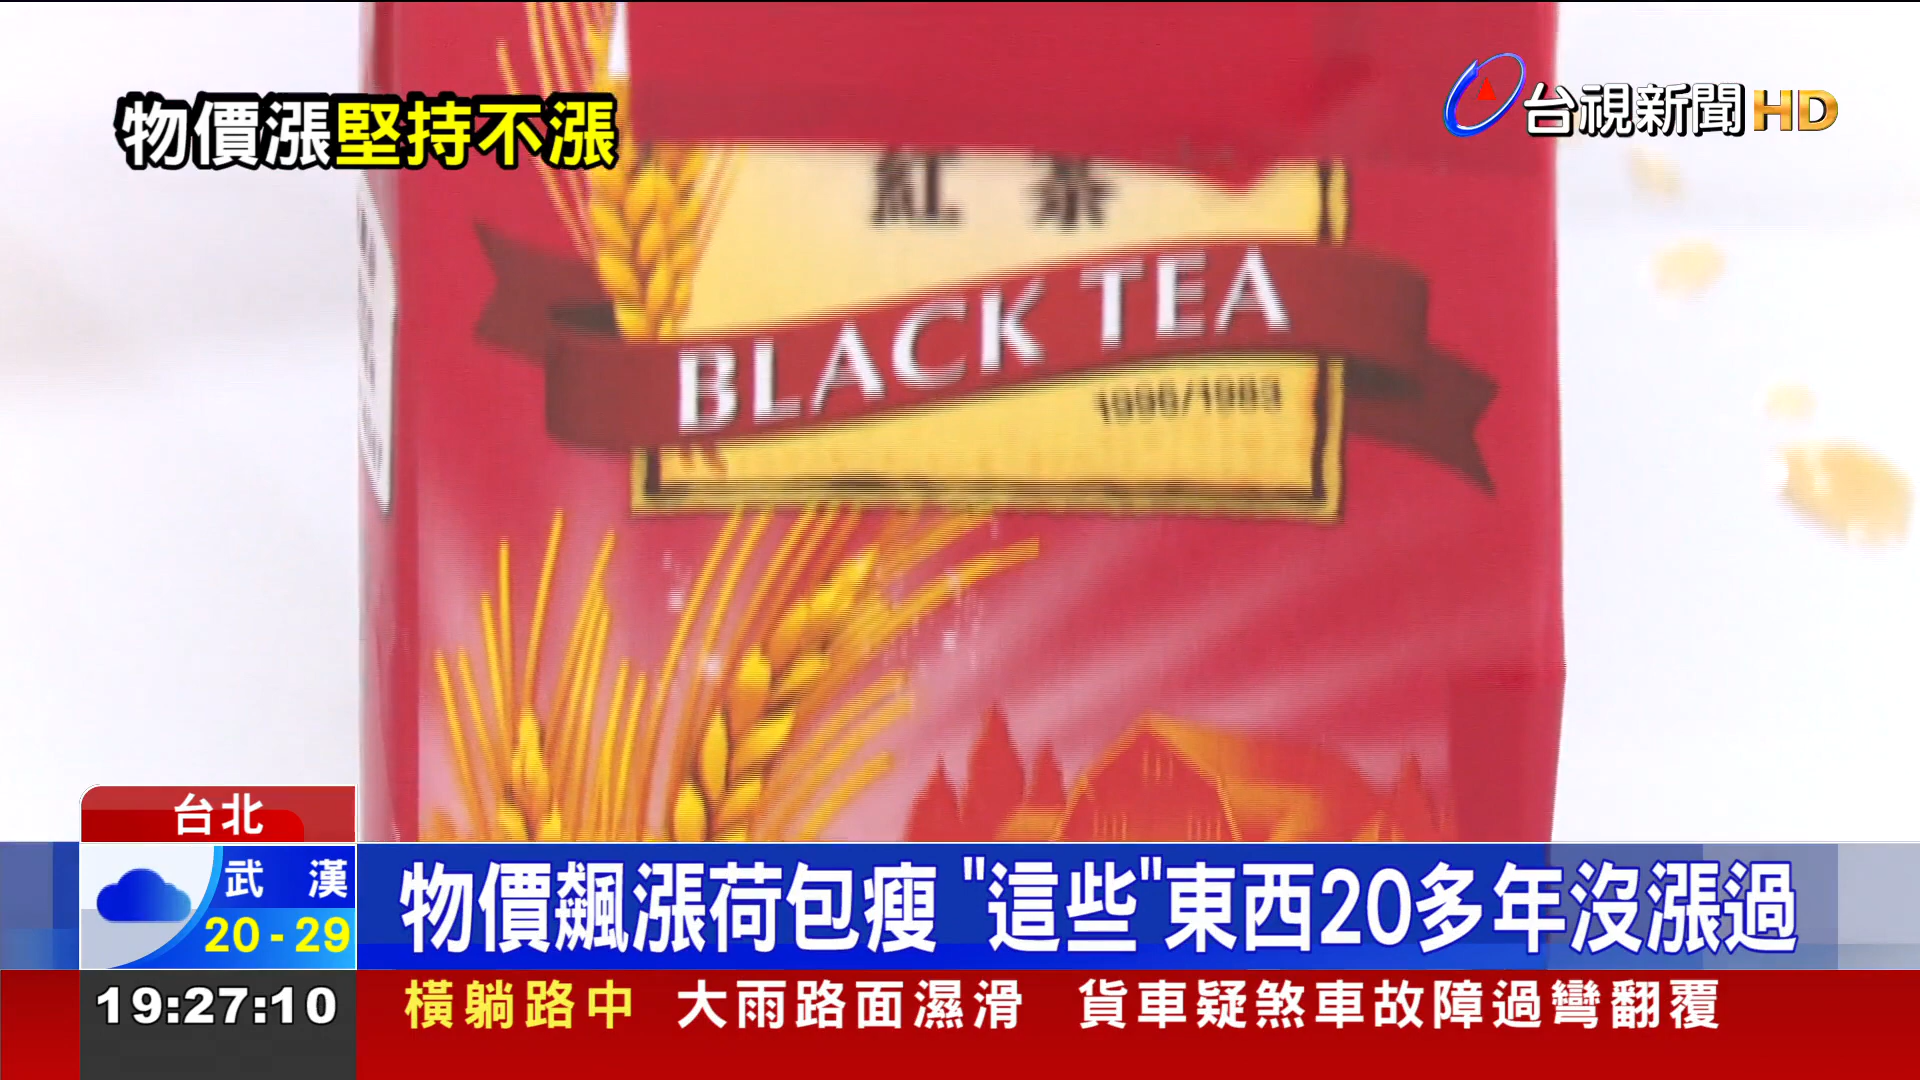 物價漲堅持不漲
台視新聞HD
紅茶
BLACK TEA
台北
武漢
20-29
物價飆漲荷包瘦 "這些"東西20多年沒漲過
19:27:10
橫躺路中 大雨路面濕滑 貨車疑煞車故障過彎翻覆